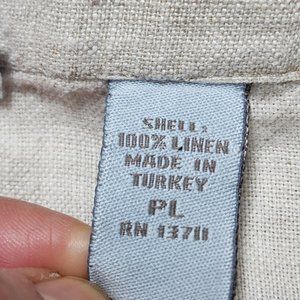 SHELL:
100% LINEN
MADE IN
TURKEY
PL
RN 13711